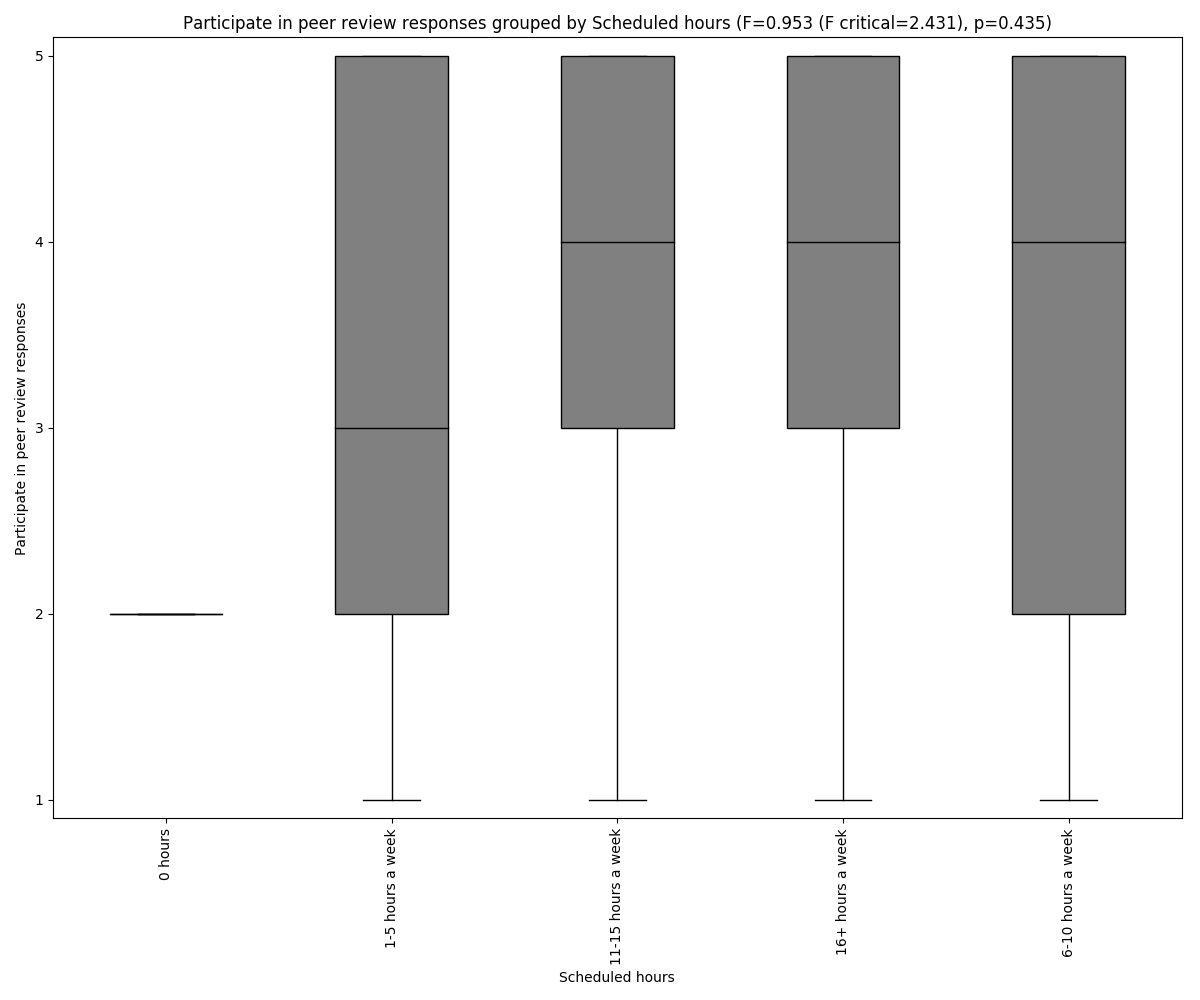 Participate in peer review responses grouped by Scheduled hours (F=0.953 (F critical=2.431), p=0.435)
Participate in peer review responses
5
4
3
2
1
0 hours
1-5 hours a week
11-15 hours a week
16+ hours a week
6-10 hours a week
Scheduled hours